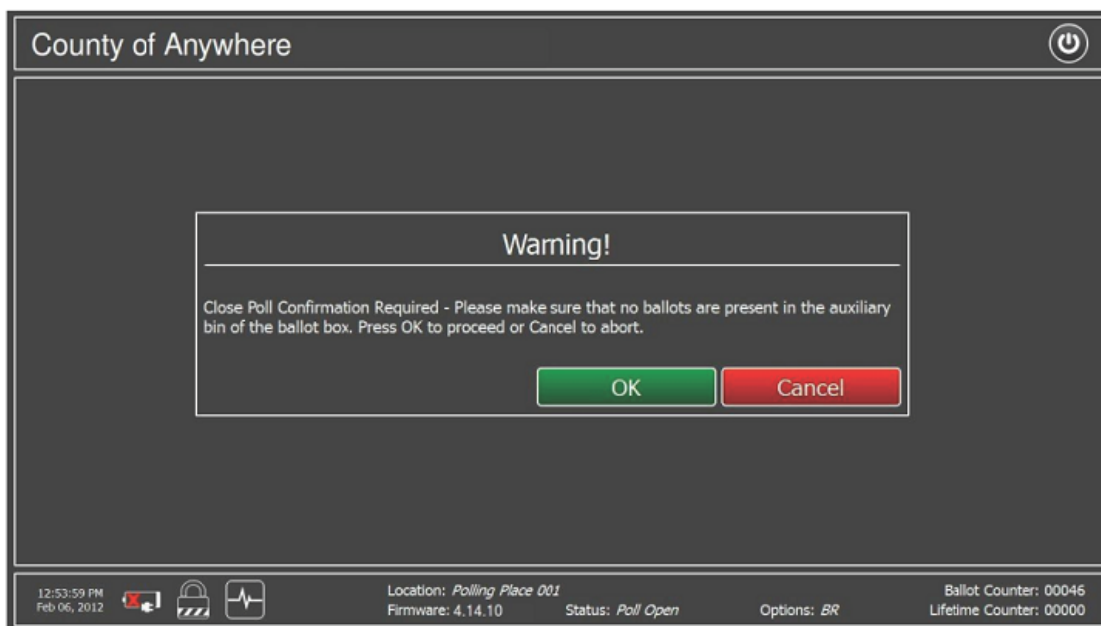 County of Anywhere
Warning!
Close Poll Confirmation Required - Please make sure that no ballots are present in the auxiliary
bin of the ballot box. Press OK to proceed or Cancel to abort.
OK Cancel
12:53:59 PM
Feb 06, 2012
Location: Polling Place 001
Firmware: 4.14.10 Status: Poll Open Options: BR
Ballot Counter: 00046
Lifetime Counter: 00000